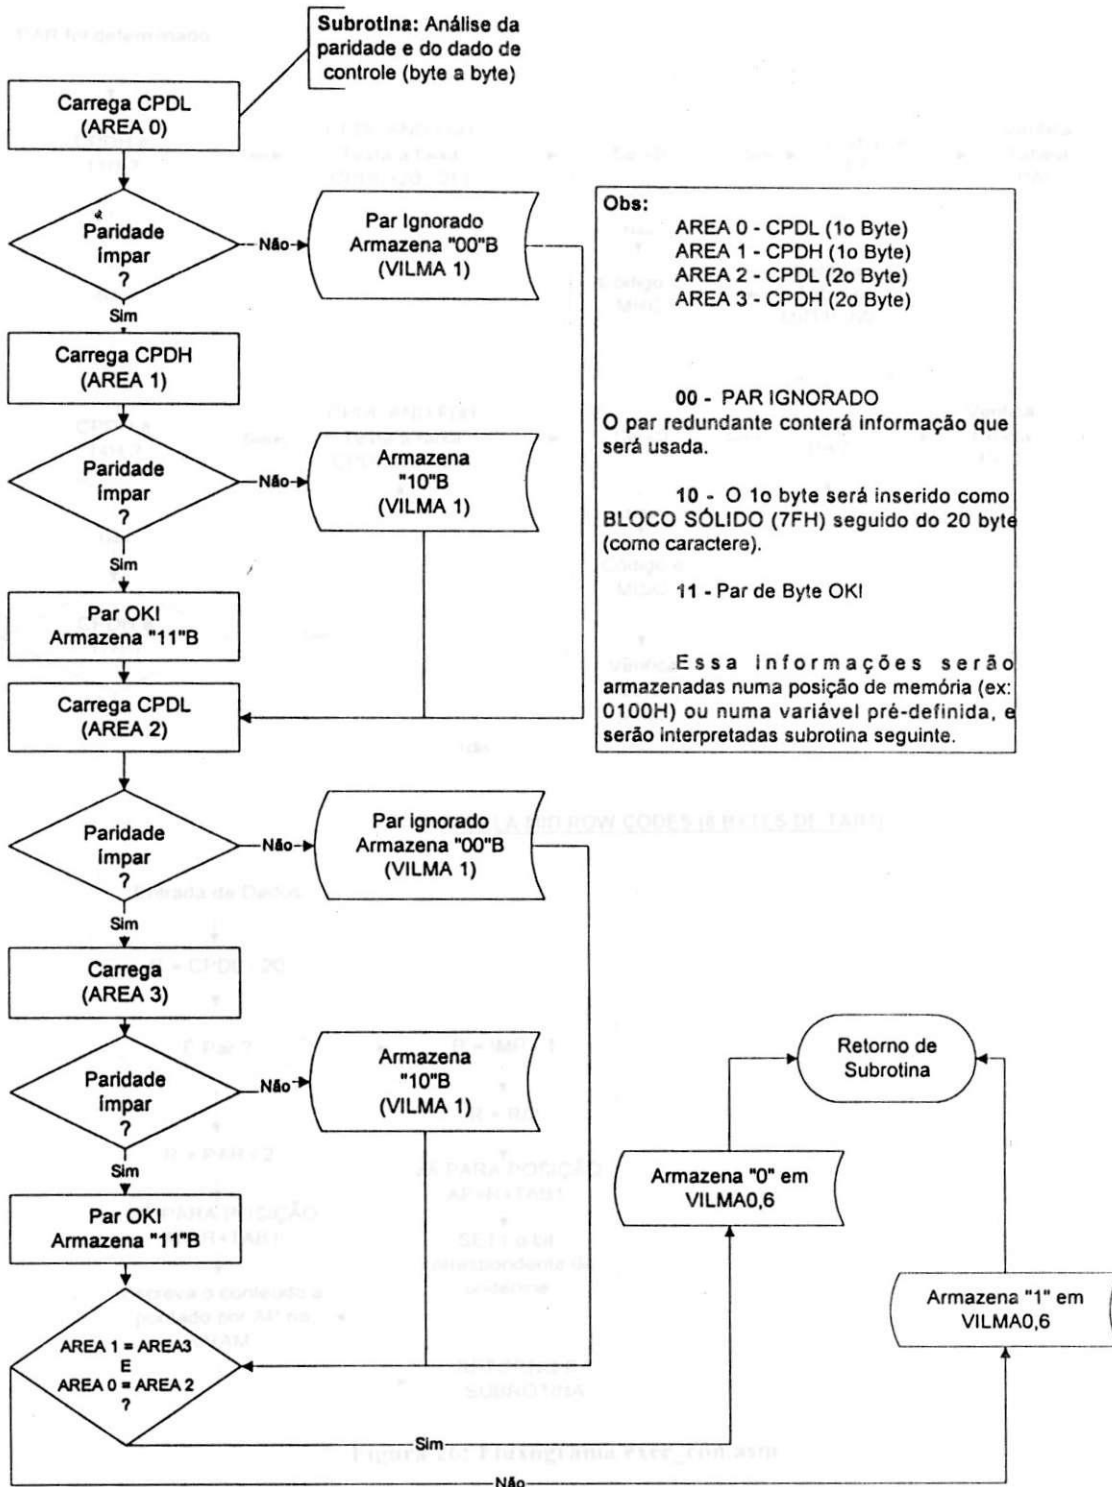 Subrotina: Análise da
paridade e do dado de
controle (byte a byte)
Carrega CPDL
(AREA 0)
Paridade
ímpar
?
Não
Par Ignorado
Armazena "00"B
(VILMA 1)
Sim
Carrega CPDH
(AREA 1)
Paridade
ímpar
?
Não
Armazena
"10"B
(VILMA 1)
Sim
Par OKI
Armazena "11"B
Carrega CPDL
(AREA 2)
Obs:
AREA 0 - CPDL (1o Byte)
AREA 1 - CPDH (1o Byte)
AREA 2 - CPDL (2o Byte)
AREA 3 - CPDH (2o Byte)
00 - PAR IGNORADO
O par redundante conterá informação que
será usada.
10 - O 1o byte será inserido como
BLOCO SÓLIDO (7FH) seguido do 20 byte
(como caractere).
11 - Par de Byte OKI
Essa informações serão
armazenadas numa posição de memória (ex:
0100H) ou numa variável pré-definida, e
serão interpretadas subrotina seguinte.
Paridade
ímpar
?
Não
Par ignorado
Armazena "00"B
(VILMA 1)
Sim
Carrega
(AREA 3)
Paridade
ímpar
?
Não
Armazena
"10"B
(VILMA 1)
Sim
Par OKI
Armazena "11"B
AREA 1 = AREA3
E
AREA 0 = AREA 2
?
Sim
Não
Retorno de
Subrotina
Armazena "0" em
VILMA0,6
Armazena "1" em
VILMA0,6